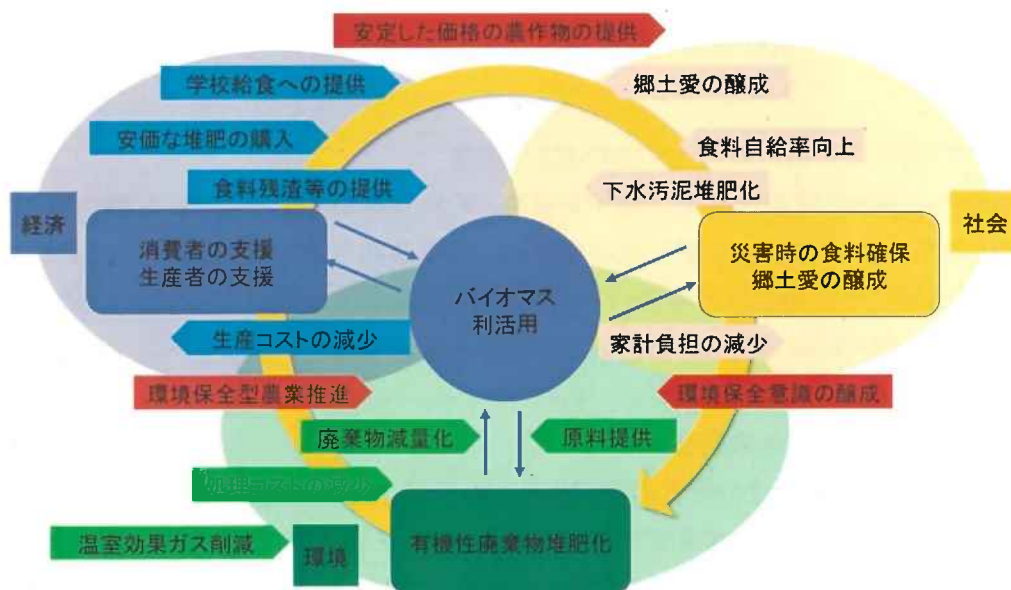 安定した価格の農作物の提供
学校給食への提供
郷土愛の醸成
安価な堆肥の購入
食料自給率向上
食料残渣等の提供
下水汚泥堆肥化
経済
社会
消費者の支援
生産者の支援
災害時の食料確保
郷土愛の醸成
バイオマス
利活用
生産コストの減少
家計負担の減少
環境保全型農業推進
環境保全意識の醸成
廃棄物減量化
原料提供
処理コストの減少
温室効果ガス削減
環境
有機性廃棄物堆肥化